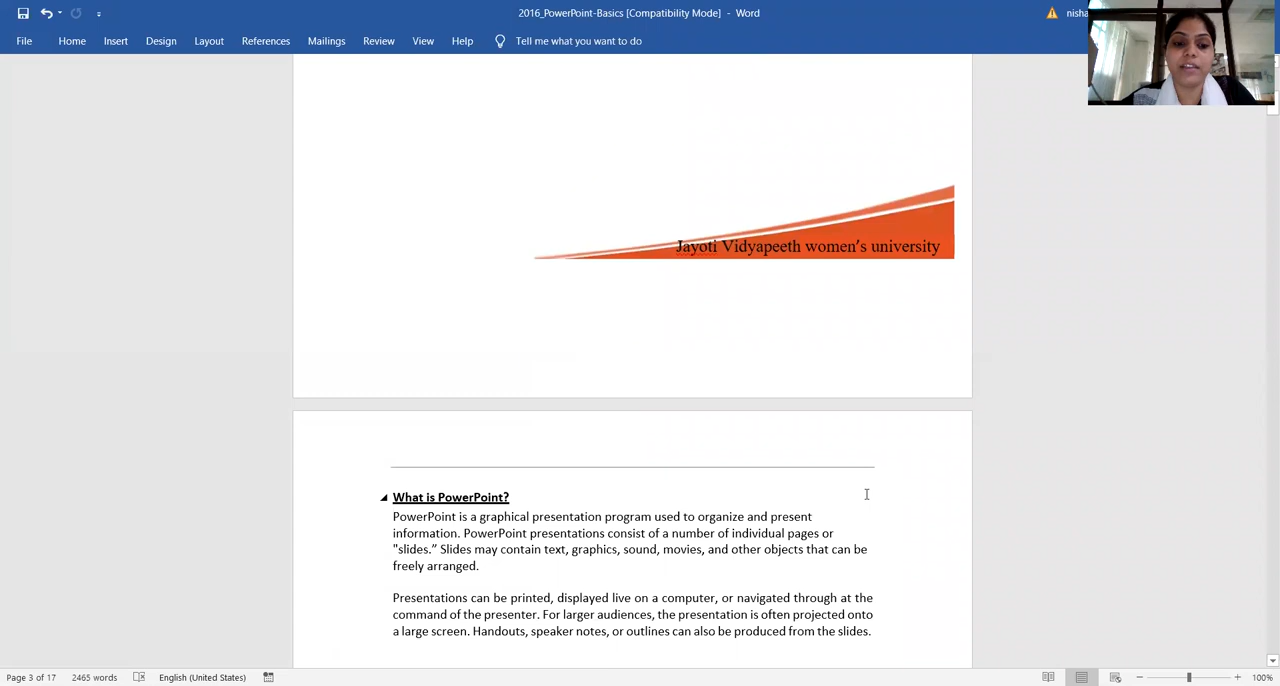 2016_PowerPoint-Basics [Compatibility Mode] - Word
nisha
File Home Insert Design Layout References Mailings Review View Help Tell me what you want to do
Jayoti Vidyapeeth women's university
What is PowerPoint?
PowerPoint is a graphical presentation program used to organize and present
information. PowerPoint presentations consist of a number of individual pages or
"slides.” Slides may contain text, graphics, sound, movies, and other objects that can be
freely arranged.
Presentations can be printed, displayed live on a computer, or navigated through at the
command of the presenter. For larger audiences, the presentation is often projected onto
a large screen. Handouts, speaker notes, or outlines can also be produced from the slides.
Page 3 of 17 2465 words English (United States) 100%